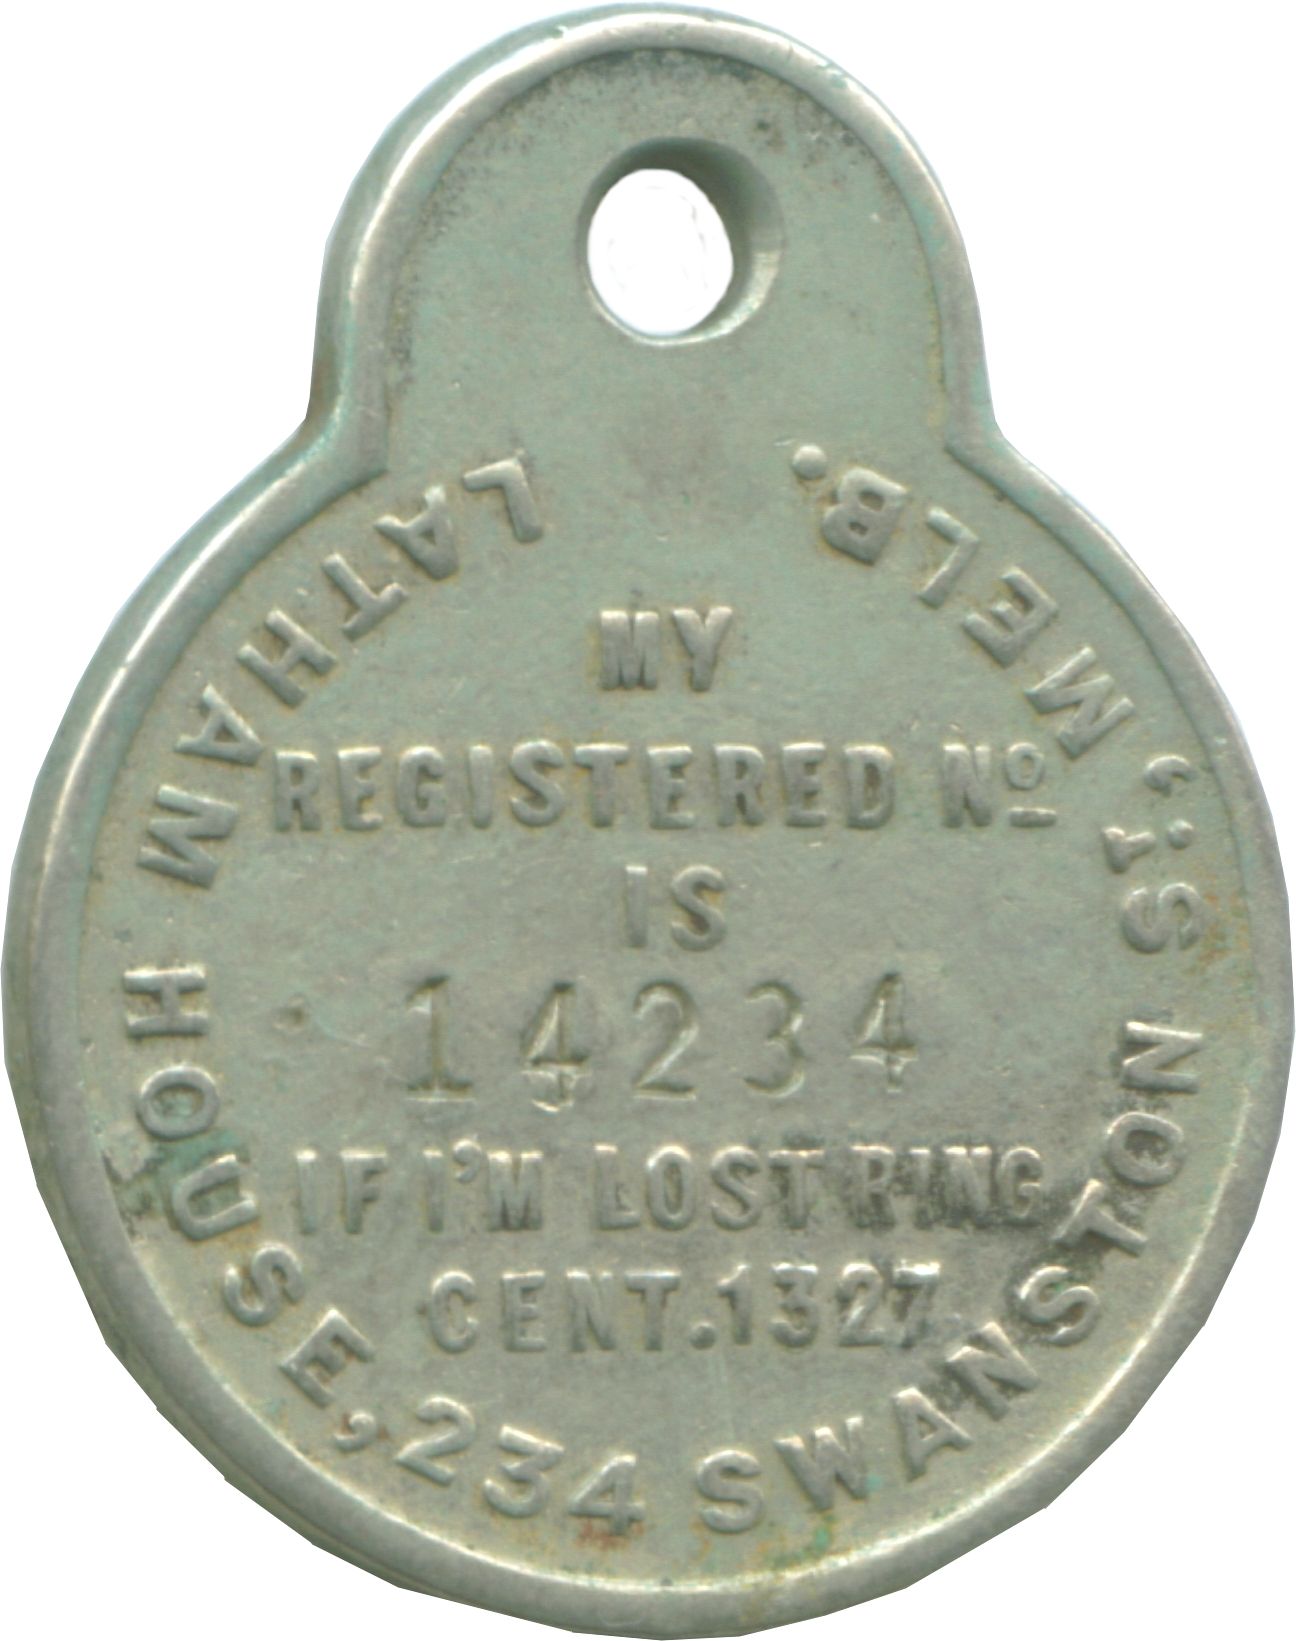 LATHAM HOUSE, 234 SWANSTON ST., MELB.
MY
REGISTERED No
IS
14234
IF I'M LOST RING
CENT.1327